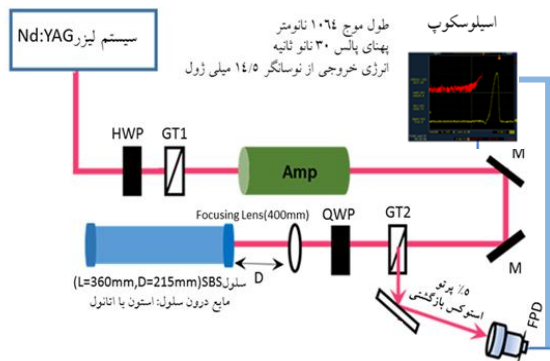 سیستم لیزر Nd:YAG
طول موج ۱۰۶۴ نانومتر
پهنای پالس ۳۰ نانو ثانیه
انرژی خروجی از نوسانگر ۱۴/۵ میلی ژول
اسیلوسکوپ
HWP
GT1
Amp
M
Focusing Lens(400mm)
QWP
GT2
M
D
سلولSBS(L=360mm,D=215mm)
مایع درون سلول: استون یا اتانول
۵٪ پرتو
استوکس بازگشتی
FPD